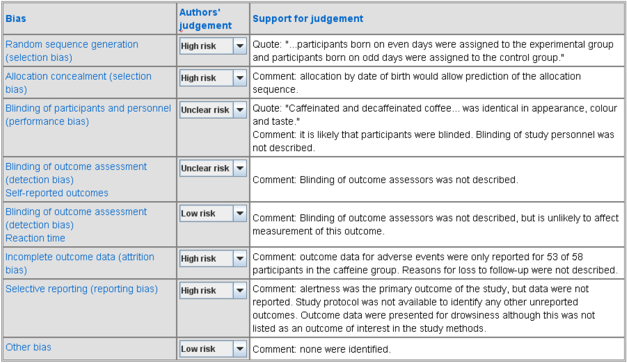 Bias
Authors'
judgement
Support for judgement
Random sequence generation
(selection bias)
High risk
Quote: "...participants born on even days were assigned to the experimental group
and participants born on odd days were assigned to the control group."
Allocation concealment (selection
bias)
High risk
Comment: allocation by date of birth would allow prediction of the allocation
sequence.
Blinding of participants and personnel
(performance bias)
Unclear risk
Quote: "Caffeinated and decaffeinated coffee... was identical in appearance, colour
and taste."
Comment: it is likely that participants were blinded. Blinding of study personnel was
not described.
Blinding of outcome assessment
(detection bias)
Self-reported outcomes
Unclear risk
Comment: Blinding of outcome assessors was not described.
Blinding of outcome assessment
(detection bias)
Reaction time
Low risk
Comment: Blinding of outcome assessors was not described, but is unlikely to affect
measurement of this outcome.
Incomplete outcome data (attrition
bias)
High risk
Comment: outcome data for adverse events were only reported for 53 of 58
participants in the caffeine group. Reasons for loss to follow-up were not described.
Selective reporting (reporting bias)
High risk
Comment: alertness was the primary outcome of the study, but data were not
reported. Study protocol was not available to identify any other unreported
outcomes. Outcome data were presented for drowsiness although this was not
listed as an outcome of interest in the study methods.
Other bias
Low risk
Comment: none were identified.